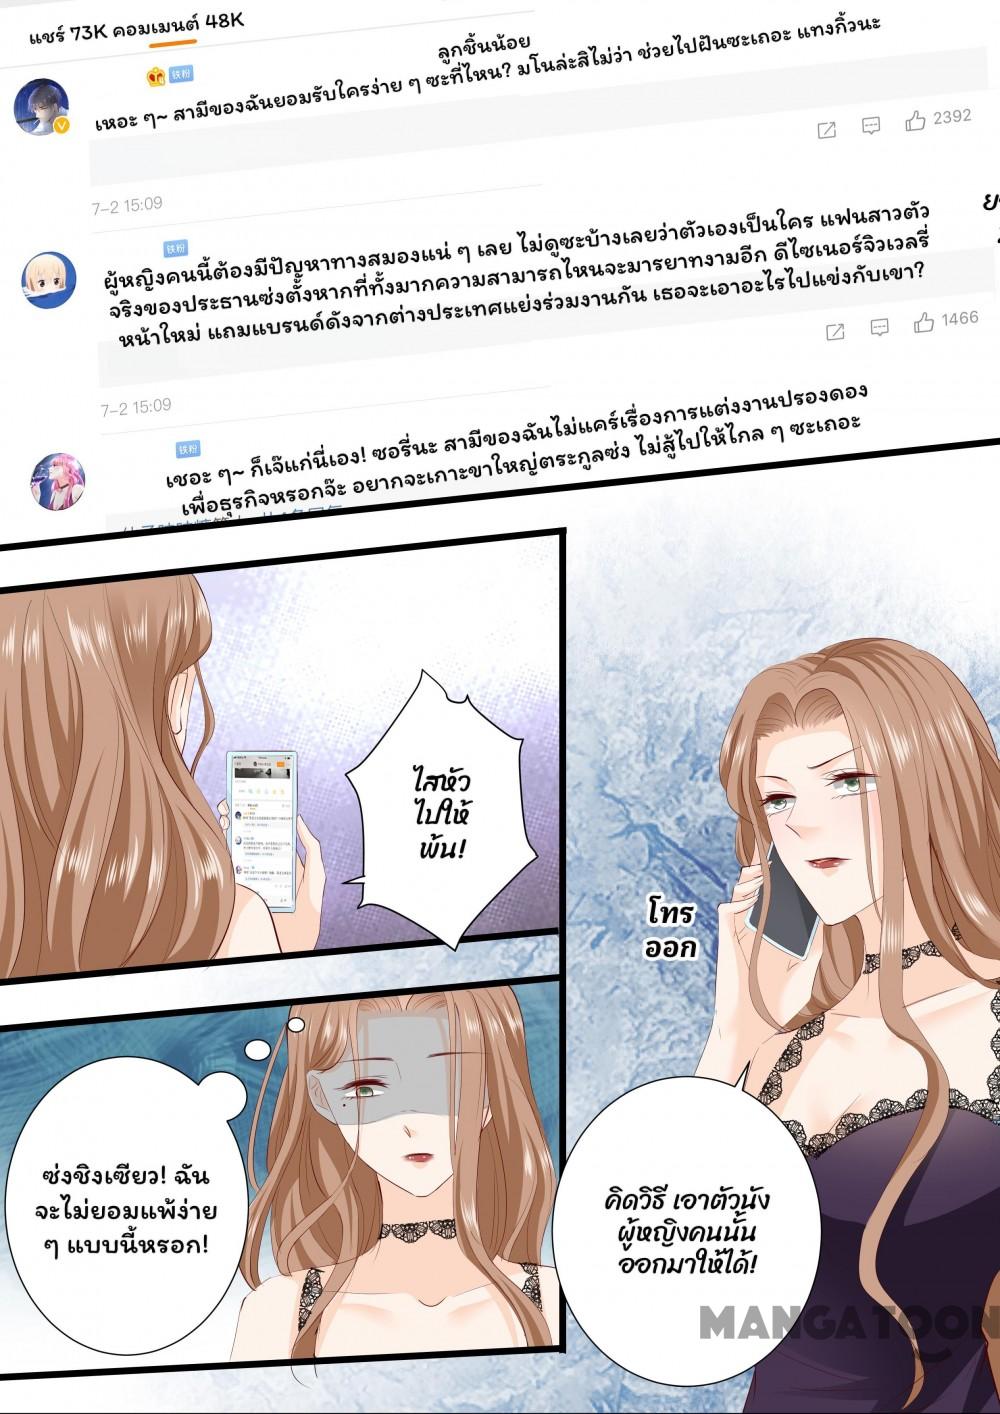 แชร์ 73K คอมเมนต์ 48K
铁粉
ลูกชิ้นน้อย
เหอะ ๆ~ สามีของฉันยอมรับใครง่าย ๆ ซะที่ไหน? มโนล่ะสิไม่ว่า ช่วยไปฝันซะเถอะ แทงกิ้วนะ
2392
7-2 15:09
铁粉
ผู้หญิงคนนี้ต้องมีปัญหาทางสมองแน่ ๆ เลย ไม่ดูซะบ้างเลยว่าตัวเองเป็นใคร แฟนสาวตัว
จริงของประธานซ่งตั้งหากที่ทั้งมากความสามารถไหนจะมารยาทงามอีก ดีไซเนอร์จิวเวลรี่
หน้าใหม่ แถมแบรนด์ดังจากต่างประเทศแย่งร่วมงานกัน เธอจะเอาอะไรไปแข่งกับเขา?
1466
7-2 15:09
铁粉
เชอะ ๆ~ ก็เจ๊แก่นี่เอง! ซอรี่นะ สามีของฉันไม่แคร์เรื่องการแต่งงานปรองดอง
เพื่อธุรกิจหรอกจ๊ะ อยากจะเกาะขาใหญ่ตระกูลซ่ง ไม่สู้ไปให้ไกล ๆ ซะเถอะ
ไสหัว
ไปให้
พ้น!
โทร
ออก
ซ่งชิงเซียว! ฉัน
จะไม่ยอมแพ้ง่าย
ๆ แบบนี้หรอก!
คิดวิธี เอาตัวนัง
ผู้หญิงคนนั้น
ออกมาให้ได้!
MANGATOON